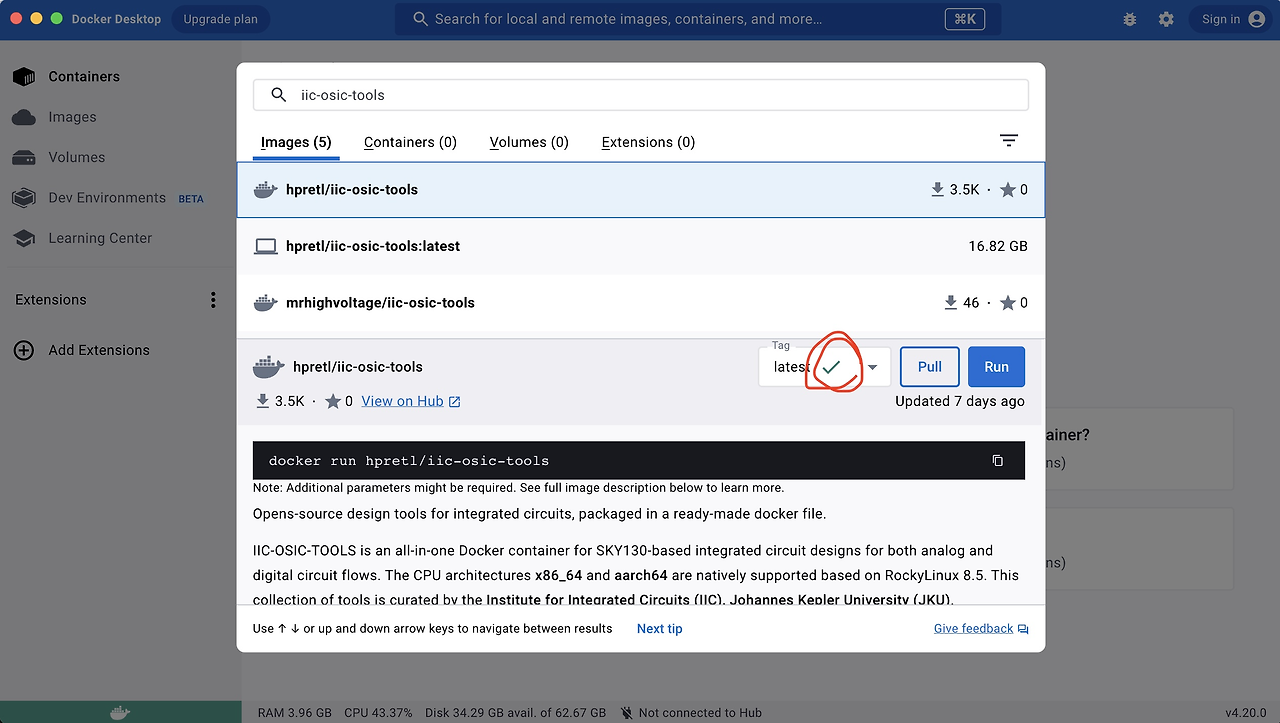 Docker Desktop Upgrade plan Search for local and remote images, containers, and more... ⌘K Sign in
Containers
Images
Volumes
Dev Environments BETA
Learning Center
Extensions
Add Extensions
iic-osic-tools
Images (5) Containers (0) Volumes (0) Extensions (0)
hpretl/iic-osic-tools 3.5K · 0
hpretl/iic-osic-tools:latest 16.82 GB
mrhighvoltage/iic-osic-tools 46 · 0
Tag
hpretl/iic-osic-tools latest Pull Run
3.5K · 0 View on Hub Updated 7 days ago
docker run hpretl/iic-osic-tools
Note: Additional parameters might be required. See full image description below to learn more.
Opens-source design tools for integrated circuits, packaged in a ready-made docker file.
IIC-OSIC-TOOLS is an all-in-one Docker container for SKY130-based integrated circuit designs for both analog and
digital circuit flows. The CPU architectures x86_64 and aarch64 are natively supported based on RockyLinux 8.5. This
collection of tools is curated by the Institute for Integrated Circuits (IIC), Johannes Kepler University (JKU).
Use ↑ ↓ or up and down arrow keys to navigate between results Next tip Give feedback
ainer?
ns)
ns)
RAM 3.96 GB CPU 43.37% Disk 34.29 GB avail. of 62.67 GB Not connected to Hub v4.20.0